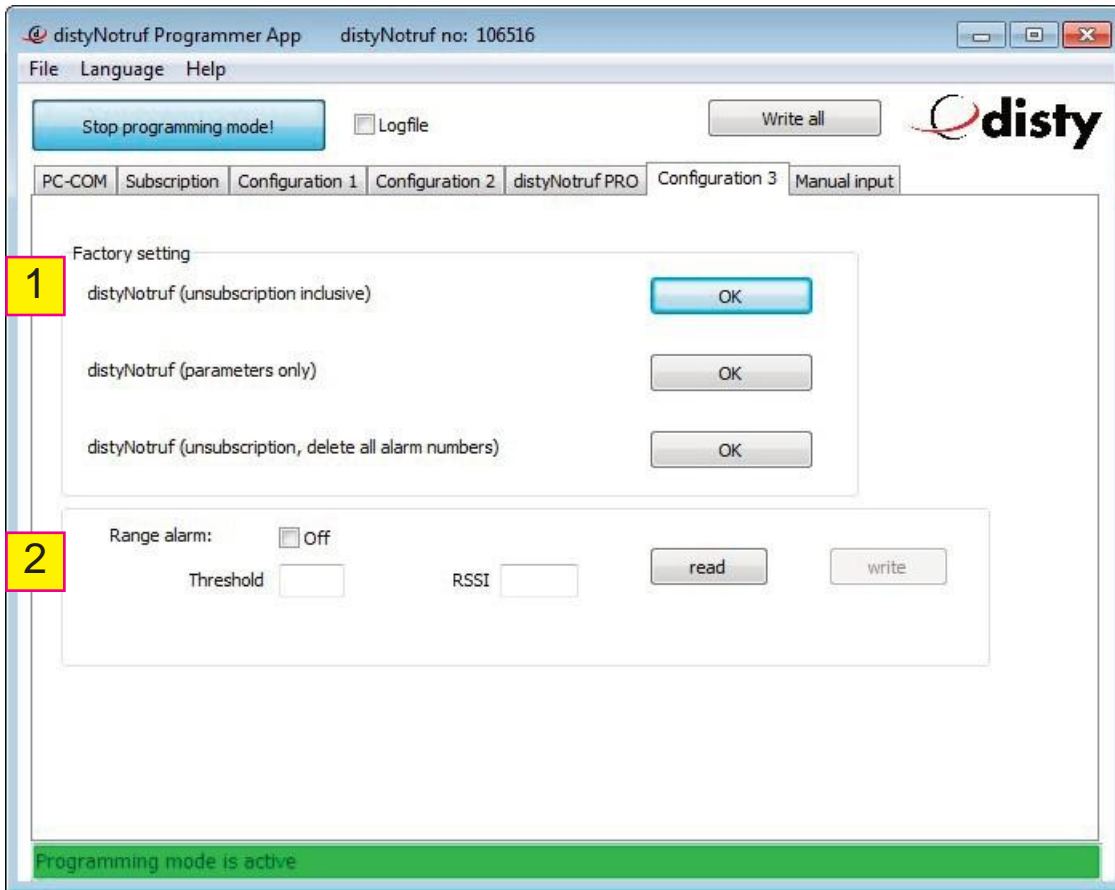 distyNotruf Programmer App distyNotruf no: 106516
File Language Help
Stop programming mode! Logfile Write all disty
PC-COM Subscription Configuration 1 Configuration 2 distyNotruf PRO Configuration 3 Manual input
Factory setting
1
distyNotruf (unsubscription inclusive) OK
distyNotruf (parameters only) OK
distyNotruf (unsubscription, delete all alarm numbers) OK
2
Range alarm: Off
Threshold RSSI read write
Programming mode is active